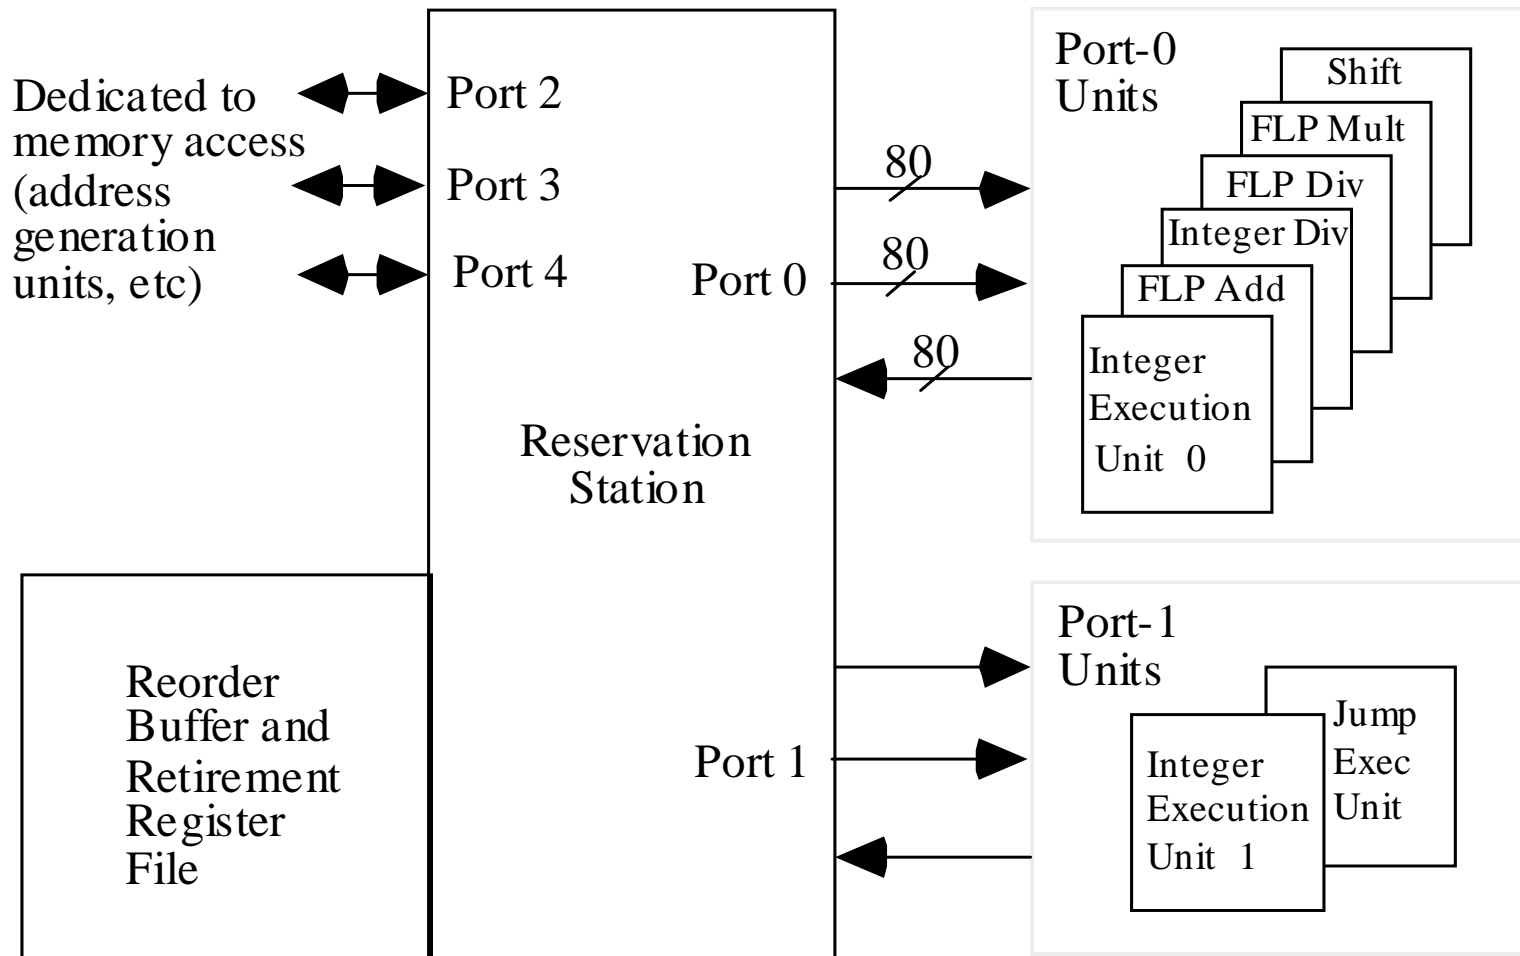 Dedicated to
memory access
(address
generation
units, etc)
Port 2
Port 3
Port 4
Port 0
Reservation
Station
Port 1
Reorder
Buffer and
Retirement
Register
File
80
80
80
Port-0
Units
Shift
FLP Mult
FLP Div
Integer Div
FLP Add
Integer
Execution
Unit 0
Port-1
Units
Jump
Exec
Unit
Integer
Execution
Unit 1